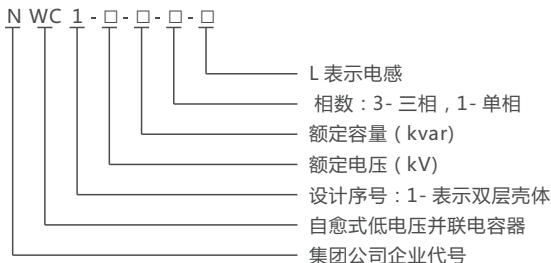 N WC 1 - □ - □ - □ - □
L 表示电感
相数：3- 三相，1- 单相
额定容量 ( kvar)
额定电压 ( kV)
设计序号：1- 表示双层壳体
自愈式低电压并联电容器
集团公司企业代号